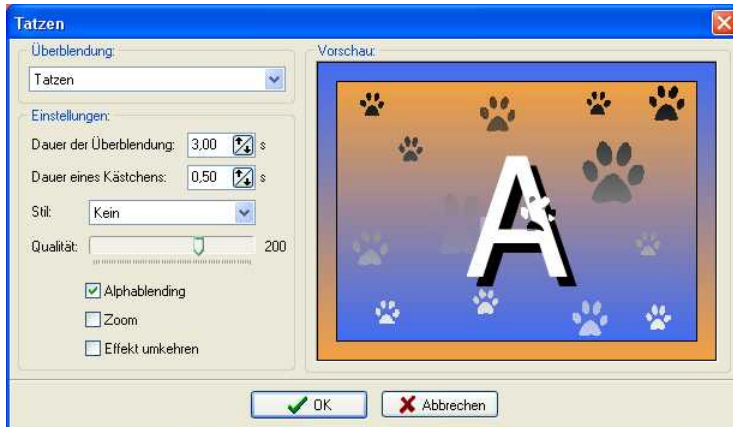 Tatzen
Überblendung:
Tatzen
Einstellungen:
Dauer der Überblendung: 3,00 s
Dauer eines Kästchens: 0,50 s
Stil: Kein
Qualität: 200
Alphablending
Zoom
Effekt umkehren
Vorschau:
A
OK
Abbrechen